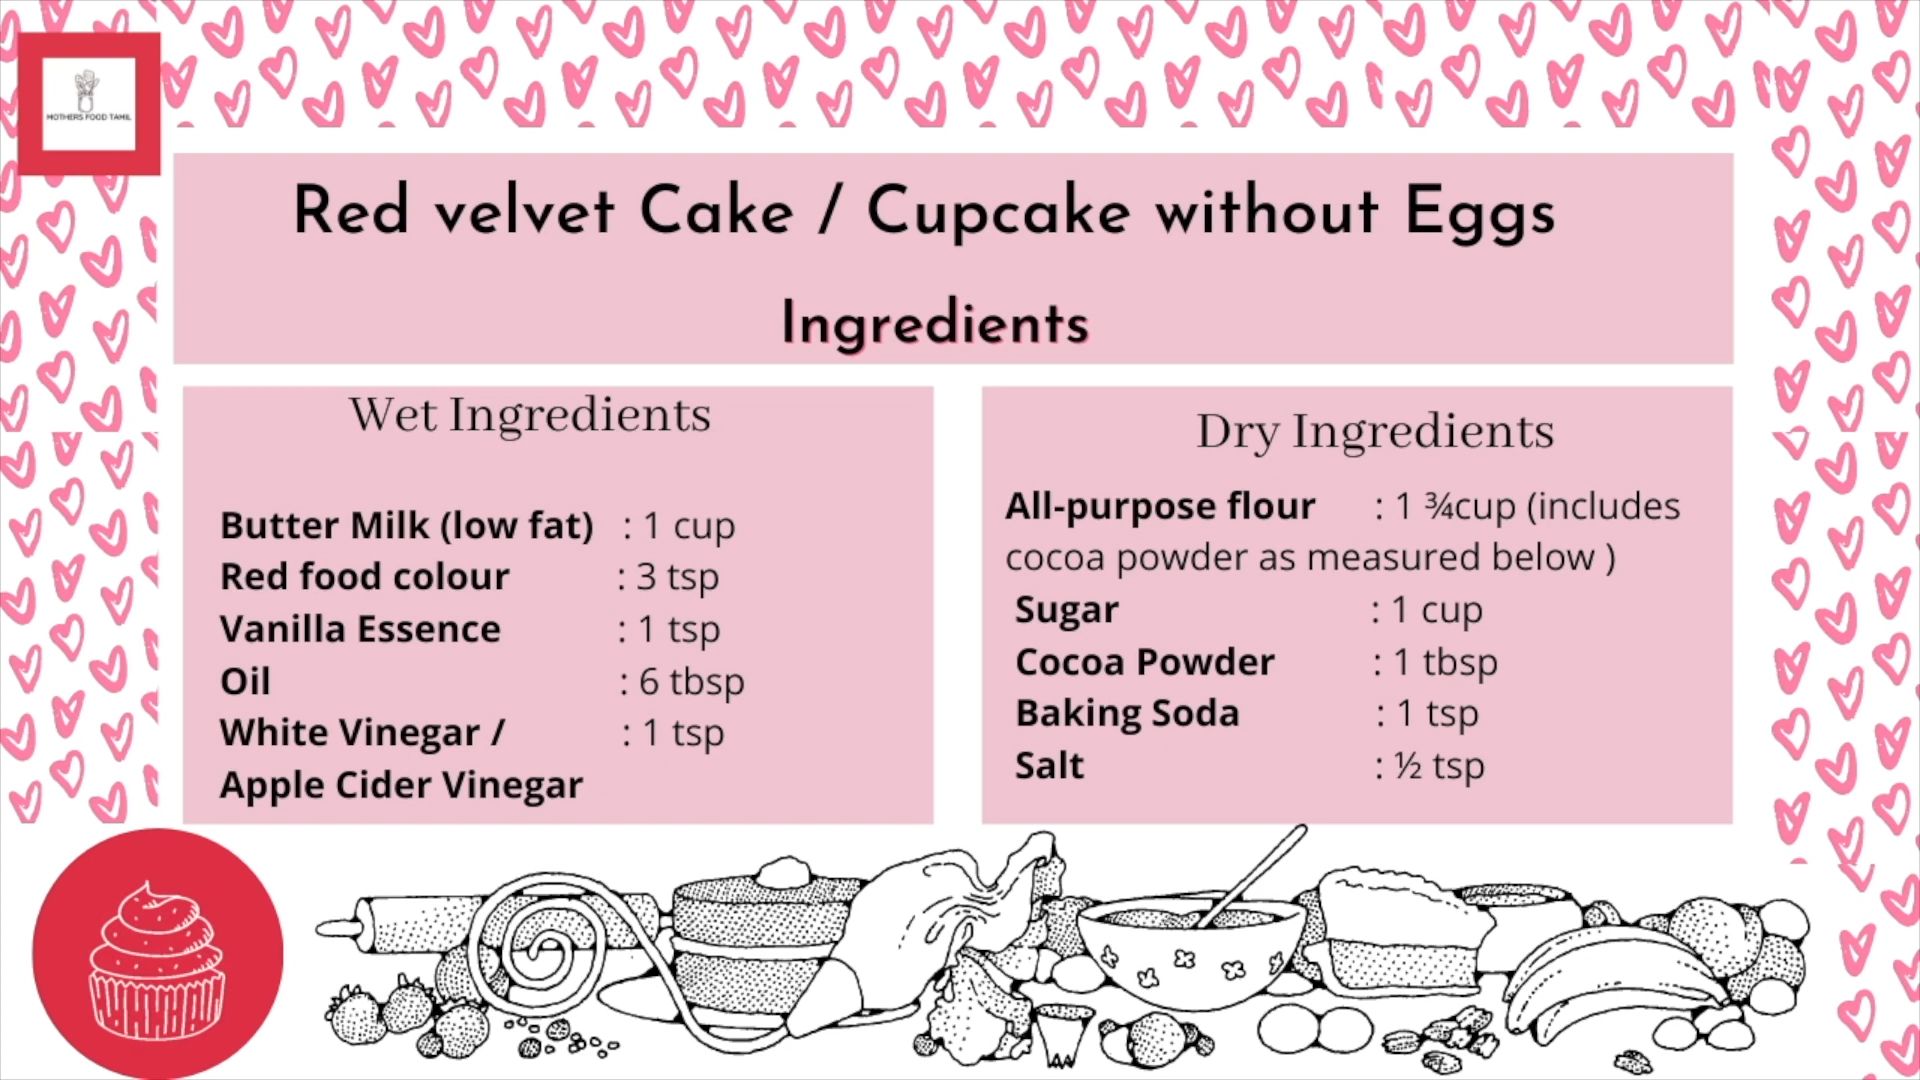 MOTHERS FOOD TAMIL
Red velvet Cake / Cupcake without Eggs
Ingredients
Wet Ingredients
Butter Milk (low fat) : 1 cup
Red food colour : 3 tsp
Vanilla Essence : 1 tsp
Oil : 6 tbsp
White Vinegar / : 1 tsp
Apple Cider Vinegar
Dry Ingredients
All-purpose flour : 1 ¾cup (includes
cocoa powder as measured below )
Sugar : 1 cup
Cocoa Powder : 1 tbsp
Baking Soda : 1 tsp
Salt : ½ tsp